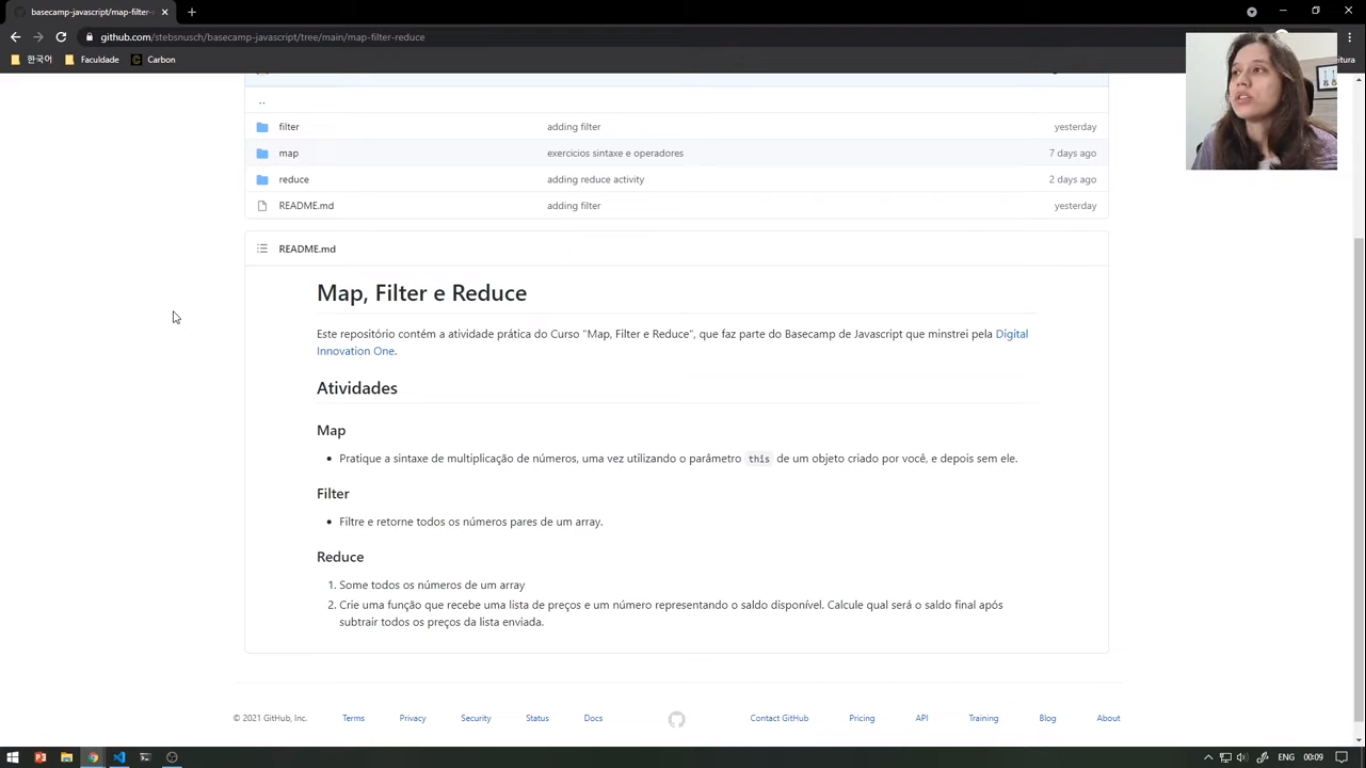 basecamp-javascript/map-filter-
github.com/stebsnusch/basecamp-javascript/tree/main/map-filter-reduce
한국어 Faculdade Carbon itura
..
filter adding filter yesterday
map exercicios sintaxe e operadores 7 days ago
reduce adding reduce activity 2 days ago
README.md adding filter yesterday
README.md
Map, Filter e Reduce
Este repositório contém a atividade prática do Curso "Map, Filter e Reduce", que faz parte do Basecamp de Javascript que minstrei pela Digital
Innovation One.
Atividades
Map
• Pratique a sintaxe de multiplicação de números, uma vez utilizando o parâmetro this de um objeto criado por você, e depois sem ele.
Filter
• Filtre e retorne todos os números pares de um array.
Reduce
1. Some todos os números de um array
2. Crie uma função que recebe uma lista de preços e um número representando o saldo disponível. Calcule qual será o saldo final após
subtrair todos os preços da lista enviada.
© 2021 GitHub, Inc. Terms Privacy Security Status Docs Contact GitHub Pricing API Training Blog About
ENG 00:09